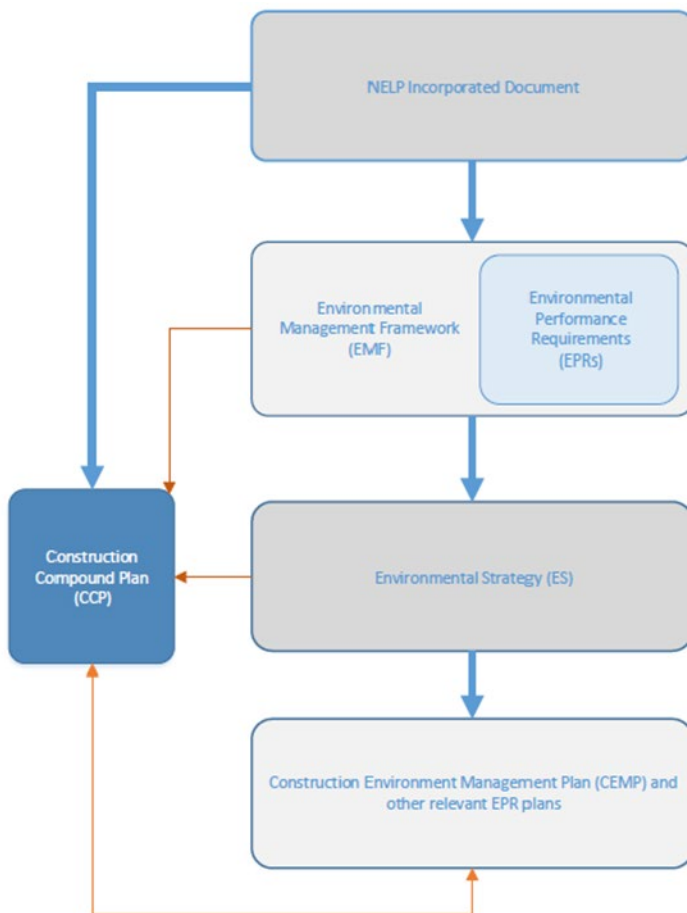 NELP Incorporated Document
Environmental
Management Framework
(EMF)
Environmental
Performance
Requirements
(EPRs)
Construction
Compound Plan
(CCP)
Environmental Strategy (ES)
Construction Environment Management Plan (CEMP) and
other relevant EPR plans